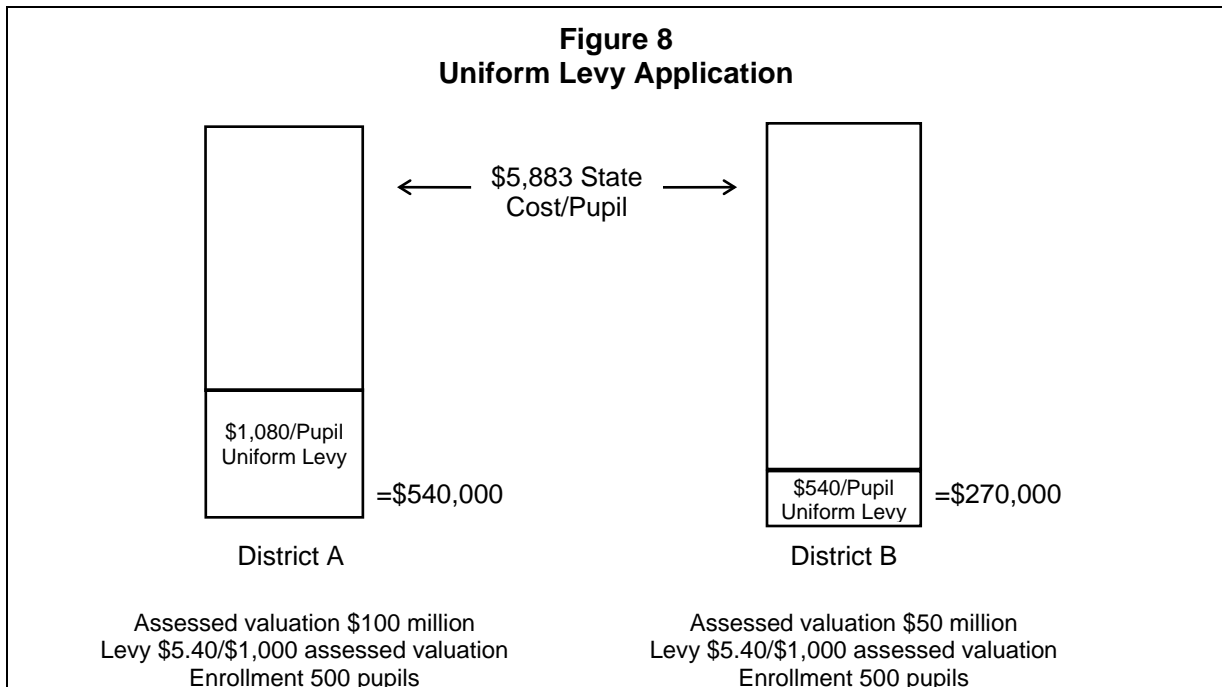 Figure 8
Uniform Levy Application
$5,883 State
Cost/Pupil
$1,080/Pupil
Uniform Levy
=$540,000
$540/Pupil
Uniform Levy
=$270,000
District A
District B
Assessed valuation $100 million
Levy $5.40/$1,000 assessed valuation
Enrollment 500 pupils
Assessed valuation $50 million
Levy $5.40/$1,000 assessed valuation
Enrollment 500 pupils